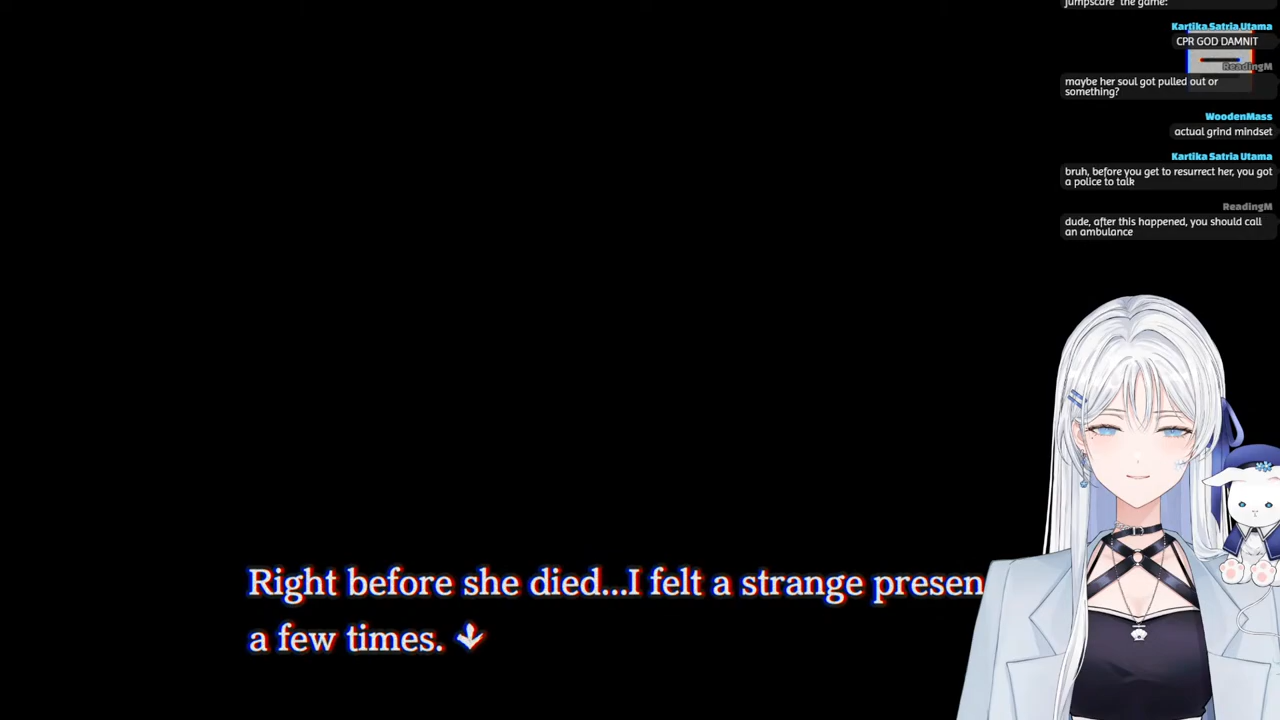 jumpscare the game:
Kartika Satria Utama
CPR GOD DAMNIT
ReadingM
maybe her soul got pulled out or
something?
WoodenMass
actual grind mindset
Kartika Satria Utama
bruh, before you get to resurrect her, you got
a police to talk
ReadingM
dude, after this happened, you should call
an ambulance
Right before she died...I felt a strange presen
a few times.